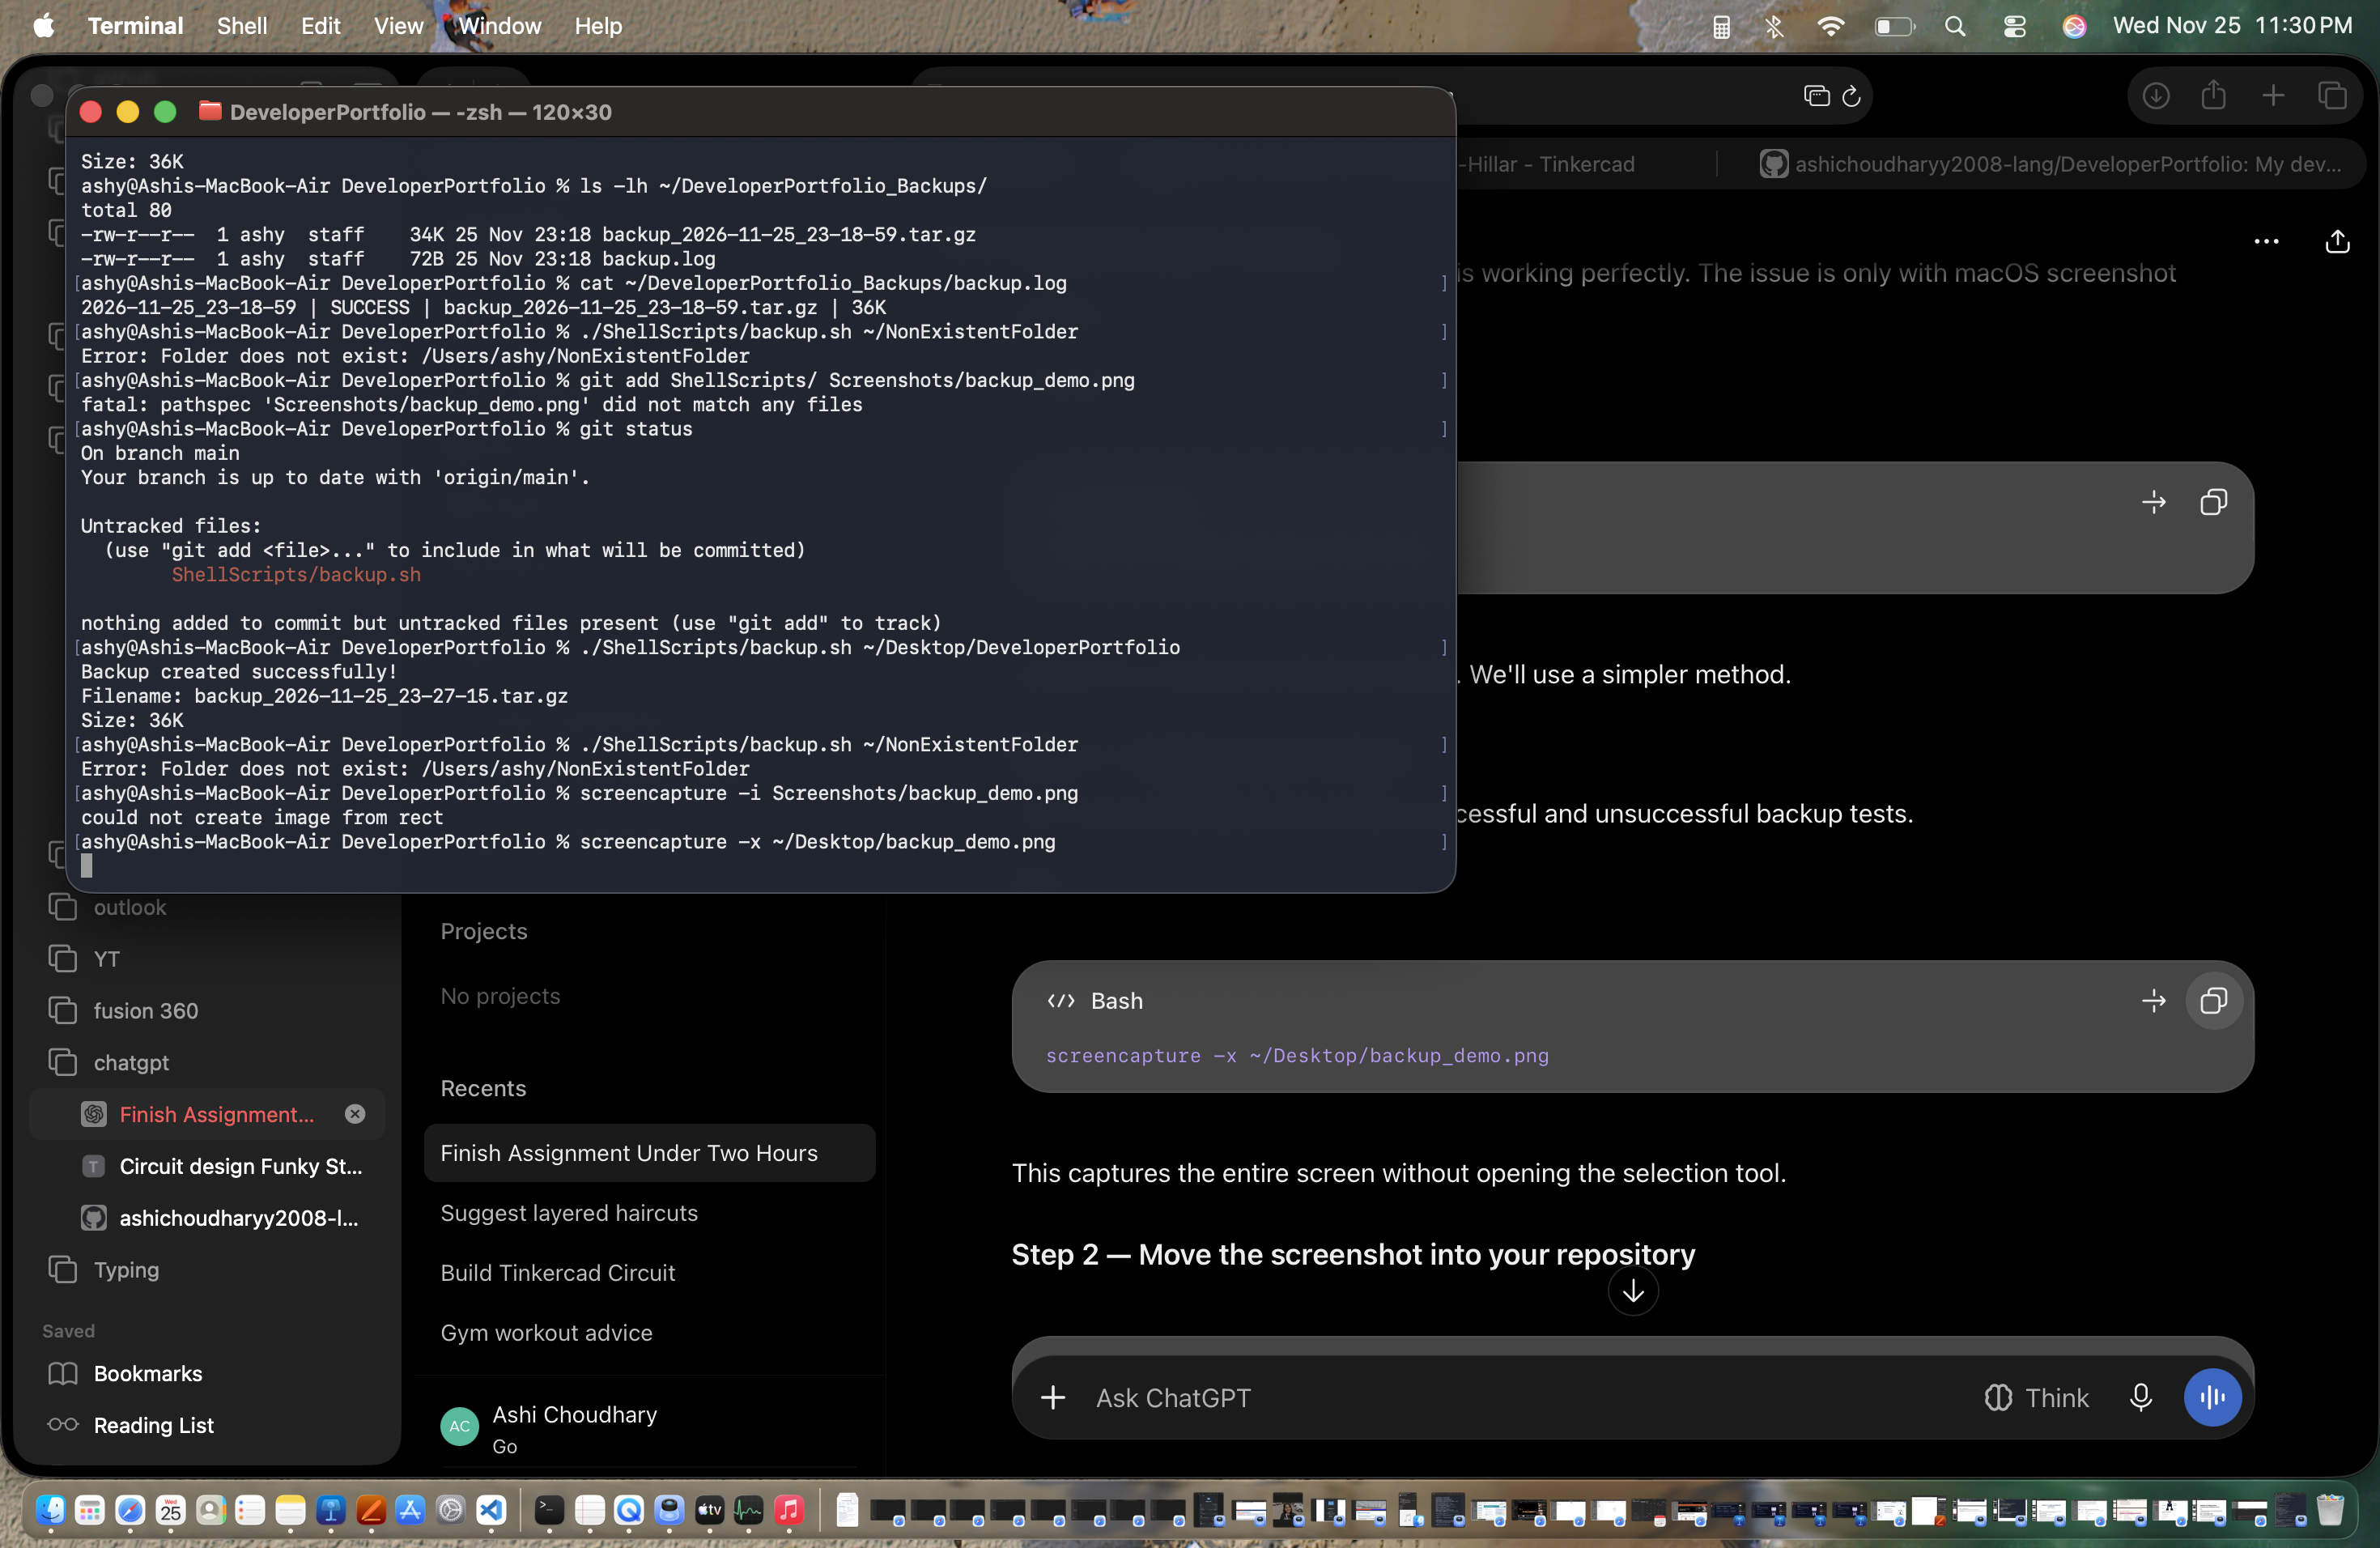 Terminal Shell Edit View Window Help
Wed Nov 25 11:30 PM
DeveloperPortfolio — -zsh — 120×30
Size: 36K
ashy@Ashis-MacBook-Air DeveloperPortfolio % ls -lh ~/DeveloperPortfolio_Backups/
total 80
-rw-r--r-- 1 ashy staff 34K 25 Nov 23:18 backup_2026-11-25_23-18-59.tar.gz
-rw-r--r-- 1 ashy staff 72B 25 Nov 23:18 backup.log
[ashy@Ashis-MacBook-Air DeveloperPortfolio % cat ~/DeveloperPortfolio_Backups/backup.log ]
2026-11-25_23-18-59 | SUCCESS | backup_2026-11-25_23-18-59.tar.gz | 36K
[ashy@Ashis-MacBook-Air DeveloperPortfolio % ./ShellScripts/backup.sh ~/NonExistentFolder ]
Error: Folder does not exist: /Users/ashy/NonExistentFolder
[ashy@Ashis-MacBook-Air DeveloperPortfolio % git add ShellScripts/ Screenshots/backup_demo.png ]
fatal: pathspec 'Screenshots/backup_demo.png' did not match any files
[ashy@Ashis-MacBook-Air DeveloperPortfolio % git status ]
On branch main
Your branch is up to date with 'origin/main'.
Untracked files:
(use "git add <file>..." to include in what will be committed)
ShellScripts/backup.sh
nothing added to commit but untracked files present (use "git add" to track)
[ashy@Ashis-MacBook-Air DeveloperPortfolio % ./ShellScripts/backup.sh ~/Desktop/DeveloperPortfolio ]
Backup created successfully!
Filename: backup_2026-11-25_23-27-15.tar.gz
Size: 36K
[ashy@Ashis-MacBook-Air DeveloperPortfolio % ./ShellScripts/backup.sh ~/NonExistentFolder ]
Error: Folder does not exist: /Users/ashy/NonExistentFolder
[ashy@Ashis-MacBook-Air DeveloperPortfolio % screencapture -i Screenshots/backup_demo.png ]
could not create image from rect
[ashy@Ashis-MacBook-Air DeveloperPortfolio % screencapture -x ~/Desktop/backup_demo.png ]
-Hillar - Tinkercad
ashichoudharyy2008-lang/DeveloperPortfolio: My dev...
is working perfectly. The issue is only with macOS screenshot
. We'll use a simpler method.
cessful and unsuccessful backup tests.
outlook
YT
fusion 360
chatgpt
Finish Assignment...
T
Circuit design Funky St...
ashichoudharyy2008-l...
Typing
Saved
Bookmarks
Reading List
Projects
No projects
Recents
Finish Assignment Under Two Hours
Suggest layered haircuts
Build Tinkercad Circuit
Gym workout advice
AC
Ashi Choudhary
Go
Bash
screencapture -x ~/Desktop/backup_demo.png
This captures the entire screen without opening the selection tool.
Step 2 — Move the screenshot into your repository
Ask ChatGPT
Think
Wed
25
tv